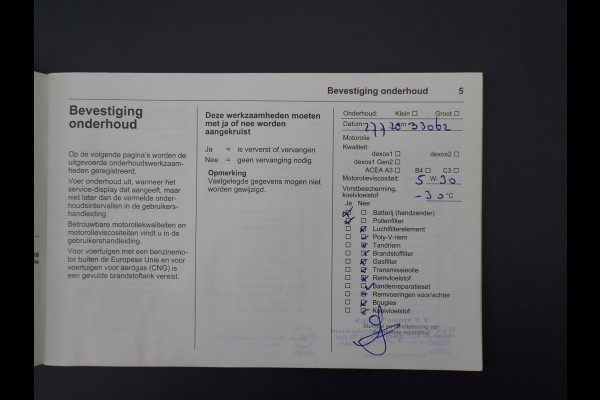 Bevestiging onderhoud 5
Bevestiging
onderhoud
Op de volgende pagina's worden de
uitgevoerde onderhoudswerkzaam-
heden geregistreerd.
Voer onderhoud uit, wanneer het
service-display dat aangeeft, maar
niet later dan de vermelde onder-
houdsintervallen in de gebruikers-
handleiding.
Betrouwbare motoroliekwaliteiten en
motorolieviscositeiten vindt u in de
gebruikershandleiding.
Voor voertuigen met een benzinemo-
tor buiten de Europese Unie en voor
voertuigen voor aardgas (CNG) is
een gevulde brandstoftank vereist.
Deze werkzaamheden moeten
met ja of nee worden
aangekruist
Ja = is ververst of vervangen
Nee = geen vervanging nodig
Opmerking
Vastgelegde gegevens mogen niet
worden gewijzigd.
Onderhoud: Klein Groot
Datum km 33062
Motorolie
Kwaliteit:
dexos1 dexos2
dexos1 Gen2
ACEA A3 B4 C3
Motorolieviscositeit: 5 W 30
Vorstbescherming,
koelvloeistof -30 °C
Ja Nee
Batterij (handzender)
Pollenfilter
Luchtfilterelement
Poly-V-riem
Tandriem
Brandstoffilter
Gasfilter
Transmissieolie
Remvloeistof
Bandenreparatieset
Remvoeringen voor/achter
Bougies
Koelvloeistof